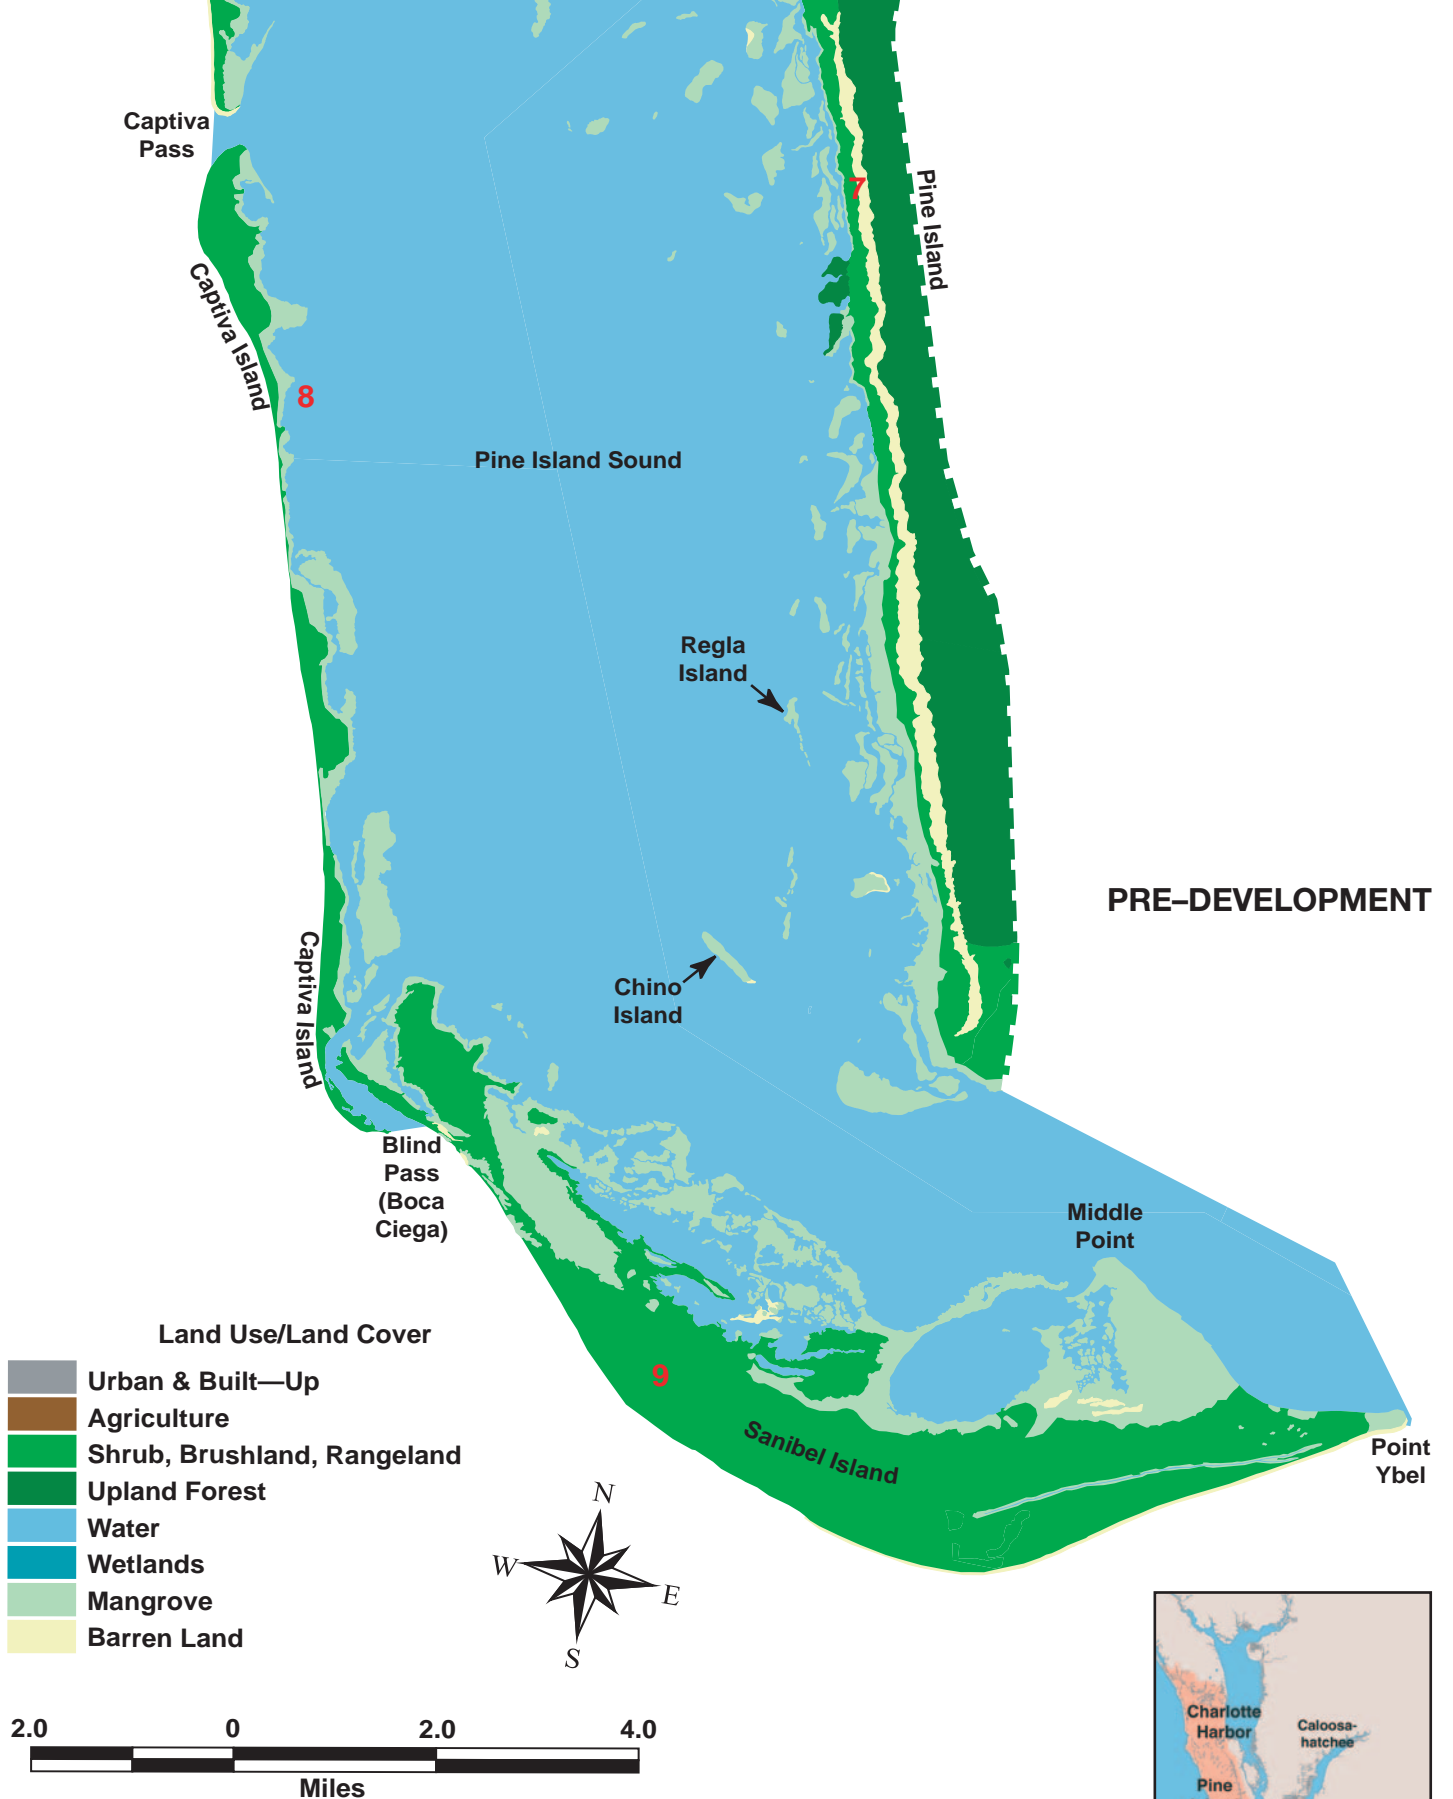 Captiva
Pass
7
Pine Island
Captiva Island
8
Pine Island Sound
Regla
Island
PRE–DEVELOPMENT
Captiva Island
Chino
Island
Blind
Pass
(Boca
Ciega)
Middle
Point
9
Sanibel Island
Point
Ybel
Land Use/Land Cover
Urban & Built—Up
Agriculture
Shrub, Brushland, Rangeland
Upland Forest
Water
Wetlands
Mangrove
Barren Land
N
W
E
S
2.0 0 2.0 4.0
Miles
Charlotte
Harbor
Caloosa-
hatchee
Pine